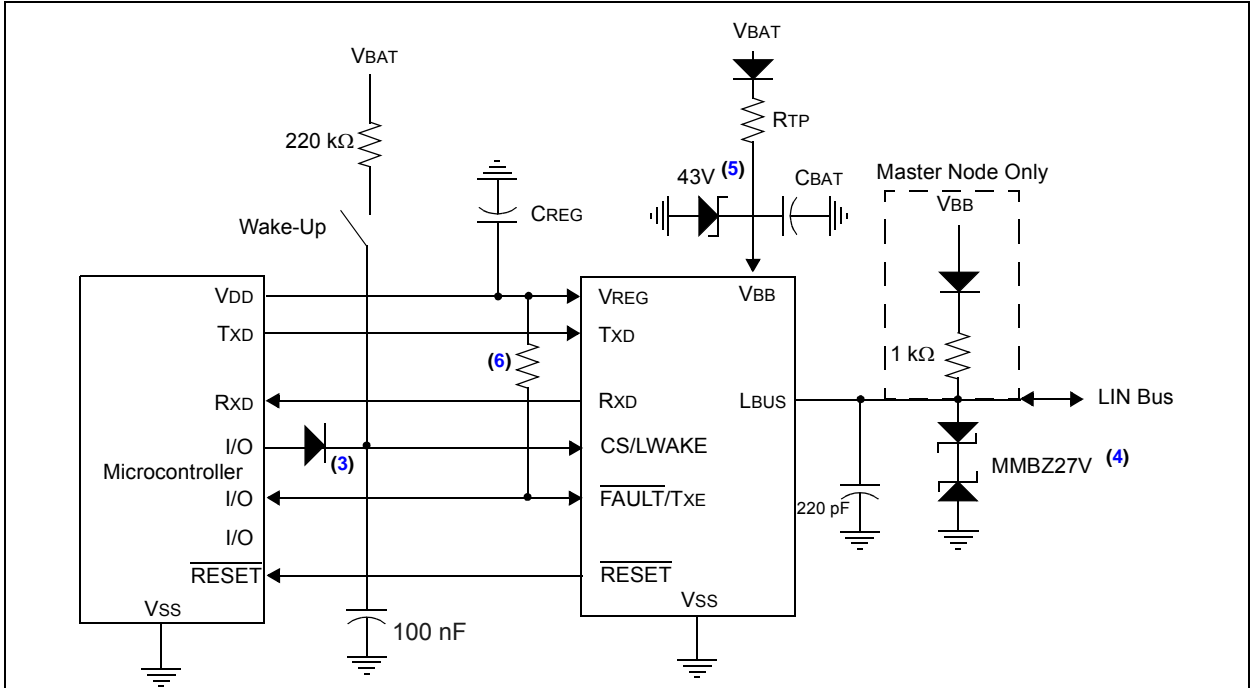 VBAT
220 kΩ
Wake-Up
CREG
VBAT
RTP
43V (5)
CBAT
Master Node Only
VBB
1 kΩ
VDD
TXD
RXD
I/O
Microcontroller
I/O
I/O
RESET
VSS
(3)
(6)
100 nF
VREG
VBB
TXD
RXD
LBUS
CS/LWAKE
FAULT/TXE
RESET
VSS
LIN Bus
MMBZ27V (4)
220 pF